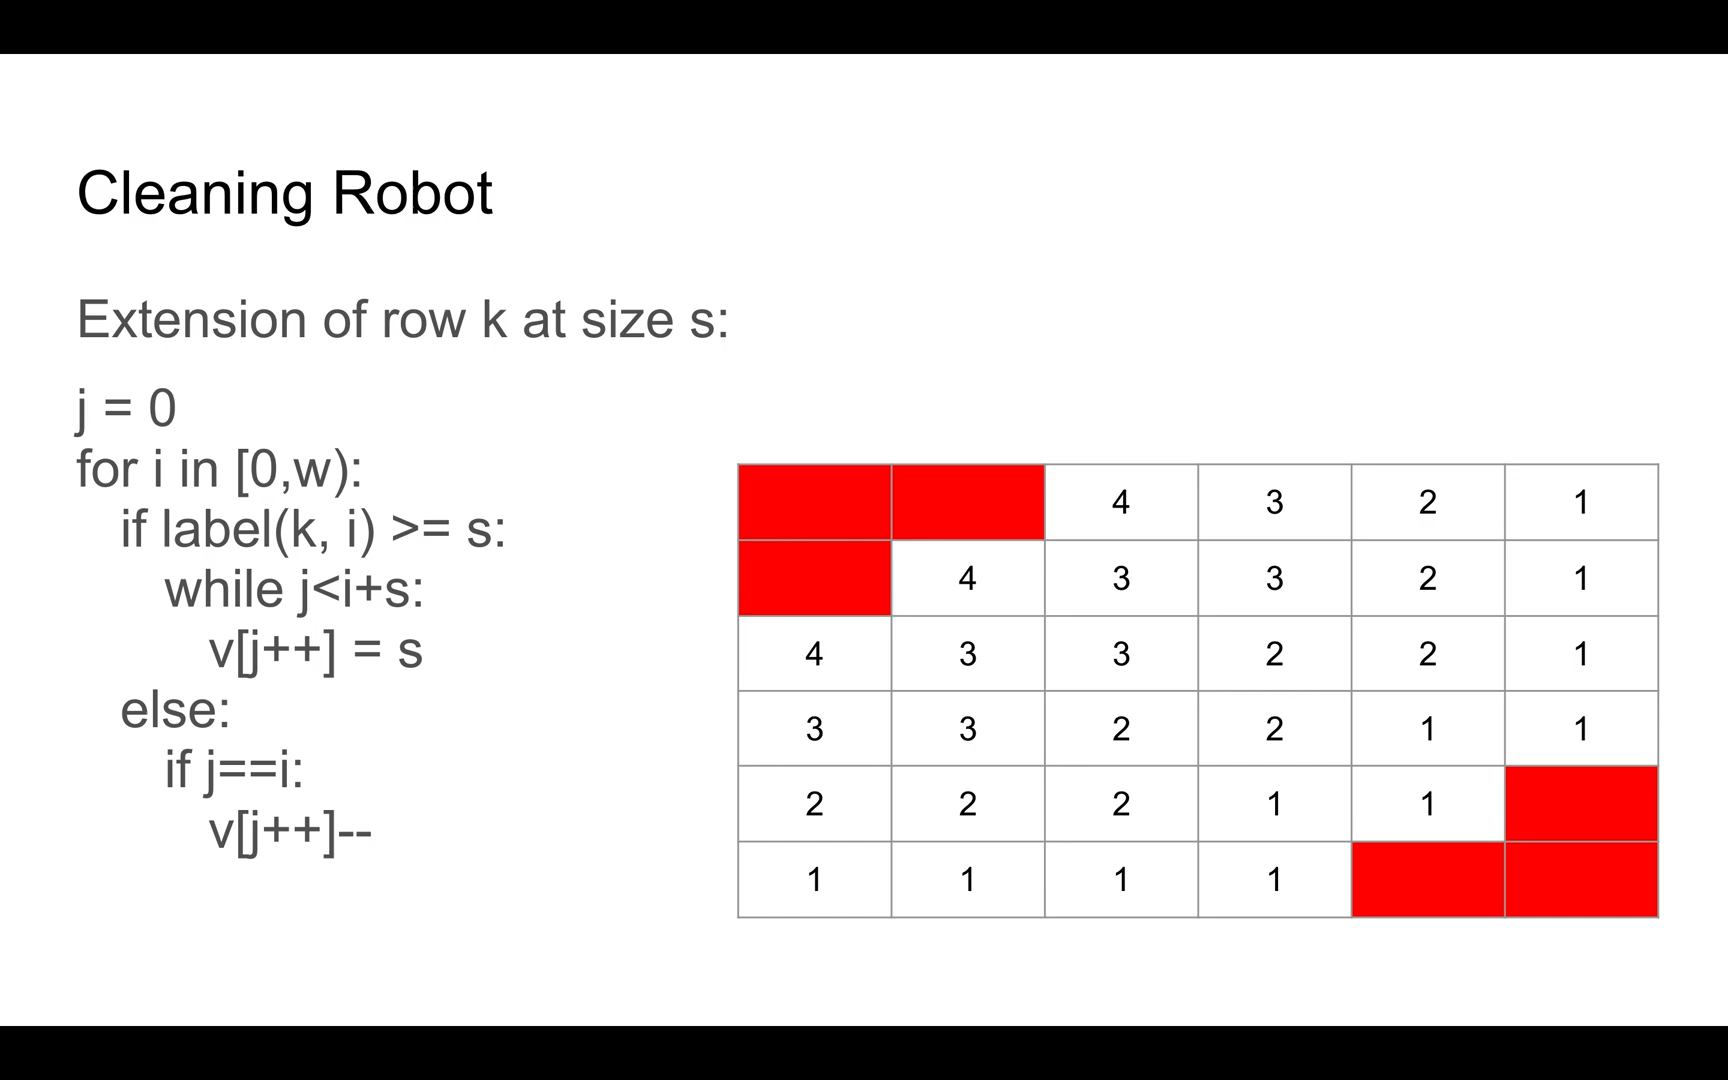 Cleaning Robot
Extension of row k at size s:
j = 0
for i in [0,w):
if label(k, i) >= s:
while j<i+s:
v[j++] = s
else:
if j==i:
v[j++]--
4 3 2 1
4 3 3 2 1
4 3 3 2 2 1
3 3 2 2 1 1
2 2 2 1 1
1 1 1 1